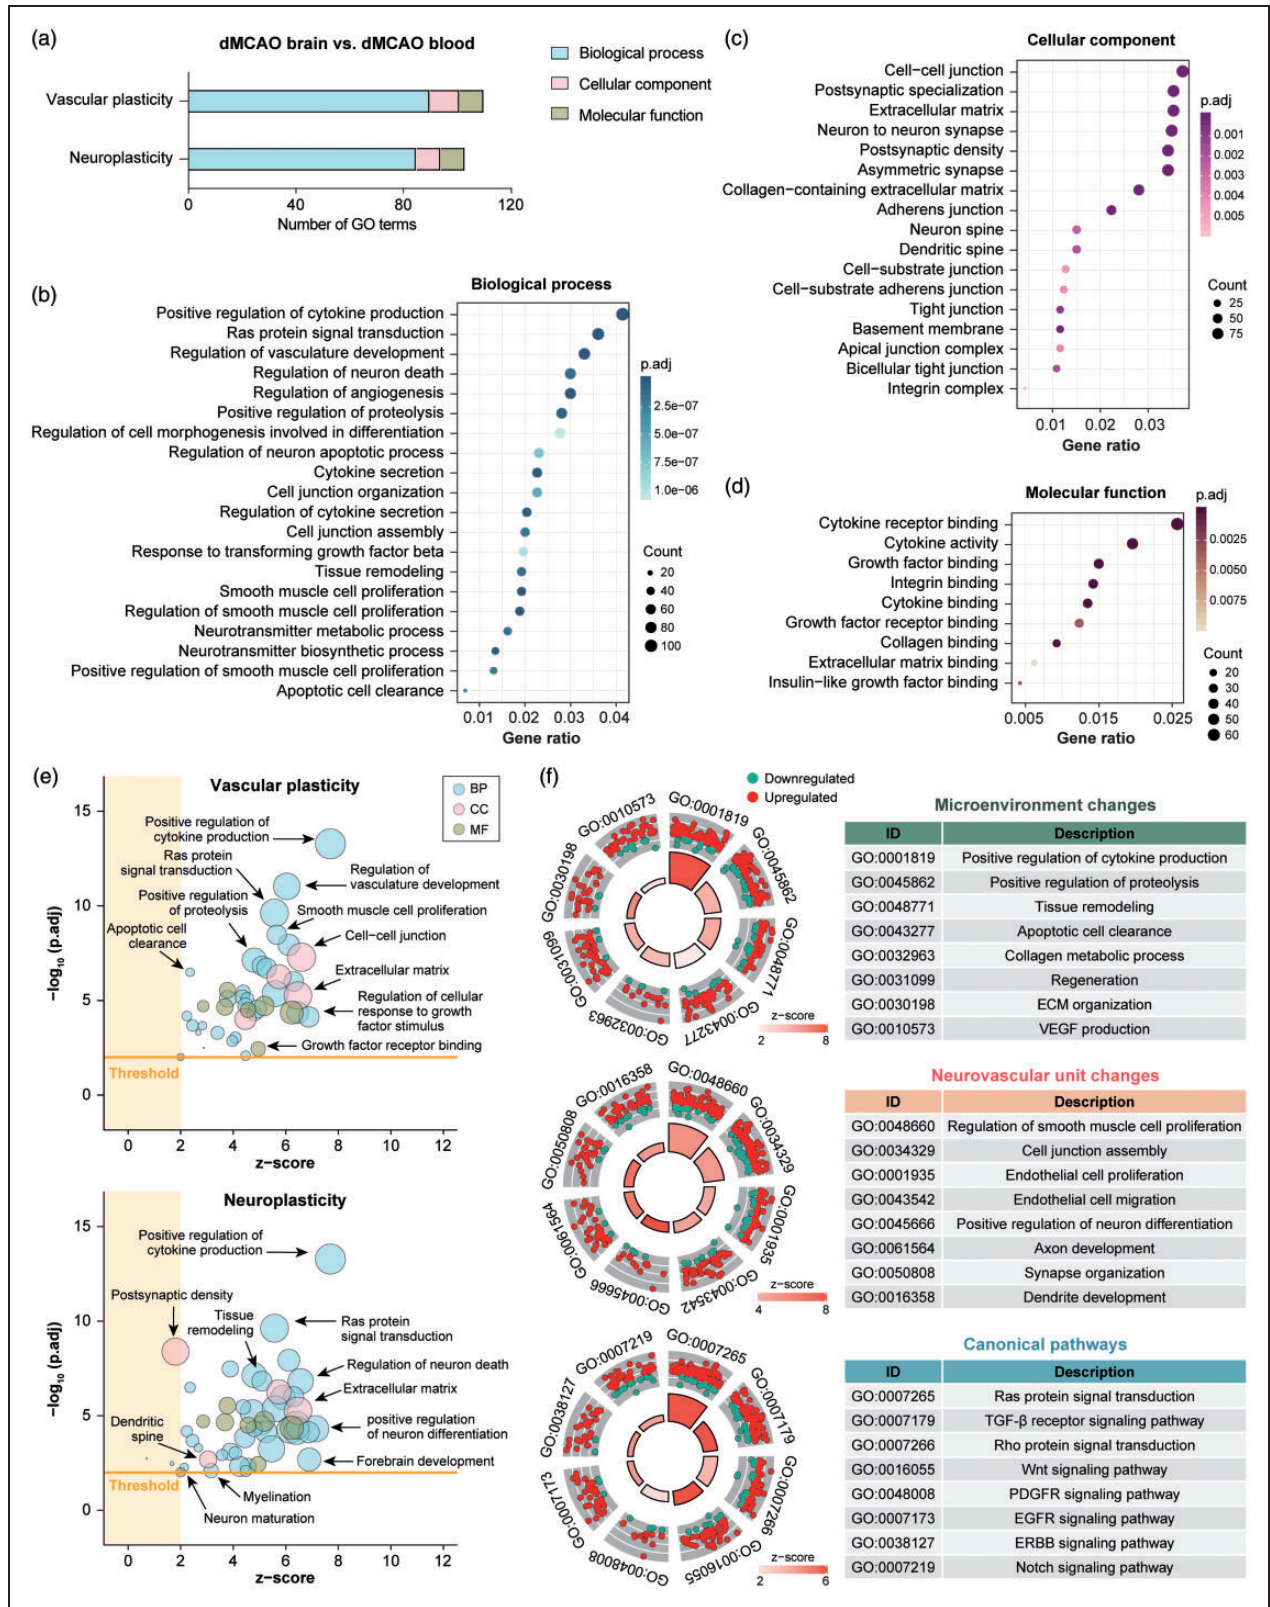 (a)
dMCAO brain vs. dMCAO blood
Biological process
Cellular component
Molecular function
Vascular plasticity
Neuroplasticity
0
40
80
120
Number of GO terms
(b)
Biological process
Positive regulation of cytokine production
Ras protein signal transduction
Regulation of vasculature development
Regulation of neuron death
Regulation of angiogenesis
Positive regulation of proteolysis
Regulation of cell morphogenesis involved in differentiation
Regulation of neuron apoptotic process
Cytokine secretion
Cell junction organization
Regulation of cytokine secretion
Cell junction assembly
Response to transforming growth factor beta
Tissue remodeling
Smooth muscle cell proliferation
Regulation of smooth muscle cell proliferation
Neurotransmitter metabolic process
Neurotransmitter biosynthetic process
Positive regulation of smooth muscle cell proliferation
Apoptotic cell clearance
0.01 0.02 0.03 0.04
Gene ratio
p.adj
2.5e−07
5.0e−07
7.5e−07
1.0e−06
Count
20
40
60
80
100
(c)
Cellular component
Cell−cell junction
Postsynaptic specialization
Extracellular matrix
Neuron to neuron synapse
Postsynaptic density
Asymmetric synapse
Collagen−containing extracellular matrix
Adherens junction
Neuron spine
Dendritic spine
Cell−substrate junction
Cell−substrate adherens junction
Tight junction
Basement membrane
Apical junction complex
Bicellular tight junction
Integrin complex
0.01 0.02 0.03
Gene ratio
p.adj
0.001
0.002
0.003
0.004
0.005
Count
25
50
75
(d)
Molecular function
Cytokine receptor binding
Cytokine activity
Growth factor binding
Integrin binding
Cytokine binding
Growth factor receptor binding
Collagen binding
Extracellular matrix binding
Insulin−like growth factor binding
0.005 0.015 0.025
Gene ratio
p.adj
0.0025
0.0050
0.0075
Count
20
30
40
50
60
(e)
Vascular plasticity
BP
CC
MF
Positive regulation of
cytokine production
Ras protein
signal transduction
Regulation of
vasculature development
Positive regulation
of proteolysis
Smooth muscle cell proliferation
Apoptotic cell
clearance
Cell−cell junction
Extracellular matrix
Regulation of cellular
response to growth
factor stimulus
Growth factor receptor binding
Threshold
15
10
5
0
−log10 (p.adj)
0 2 4 6 8 10 12
z−score
Neuroplasticity
Positive regulation of
cytokine production
Postsynaptic density
Tissue
remodeling
Ras protein
signal transduction
Regulation of neuron death
Extracellular matrix
Dendritic
spine
positive regulation
of neuron differentiation
Forebrain development
Threshold
Myelination
Neuron maturation
15
10
5
0
−log10 (p.adj)
0 2 4 6 8 10 12
z−score
(f)
Downregulated
Upregulated
GO:0001819
GO:0045862
GO:0048771
GO:0043277
GO:0032963
GO:0031099
GO:0030198
GO:0010573
z−score
2 8
Microenvironment changes
ID Description
GO:0001819 Positive regulation of cytokine production
GO:0045862 Positive regulation of proteolysis
GO:0048771 Tissue remodeling
GO:0043277 Apoptotic cell clearance
GO:0032963 Collagen metabolic process
GO:0031099 Regeneration
GO:0030198 ECM organization
GO:0010573 VEGF production
GO:0048660
GO:0034329
GO:0001935
GO:0043542
GO:0045666
GO:0061564
GO:0050808
GO:0016358
z−score
4 8
Neurovascular unit changes
ID Description
GO:0048660 Regulation of smooth muscle cell proliferation
GO:0034329 Cell junction assembly
GO:0001935 Endothelial cell proliferation
GO:0043542 Endothelial cell migration
GO:0045666 Positive regulation of neuron differentiation
GO:0061564 Axon development
GO:0050808 Synapse organization
GO:0016358 Dendrite development
GO:0007265
GO:0007179
GO:0007266
GO:0016055
GO:0048008
GO:0007173
GO:0038127
GO:0007219
z−score
2 6
Canonical pathways
ID Description
GO:0007265 Ras protein signal transduction
GO:0007179 TGF-β receptor signaling pathway
GO:0007266 Rho protein signal transduction
GO:0016055 Wnt signaling pathway
GO:0048008 PDGFR signaling pathway
GO:0007173 EGFR signaling pathway
GO:0038127 ERBB signaling pathway
GO:0007219 Notch signaling pathway